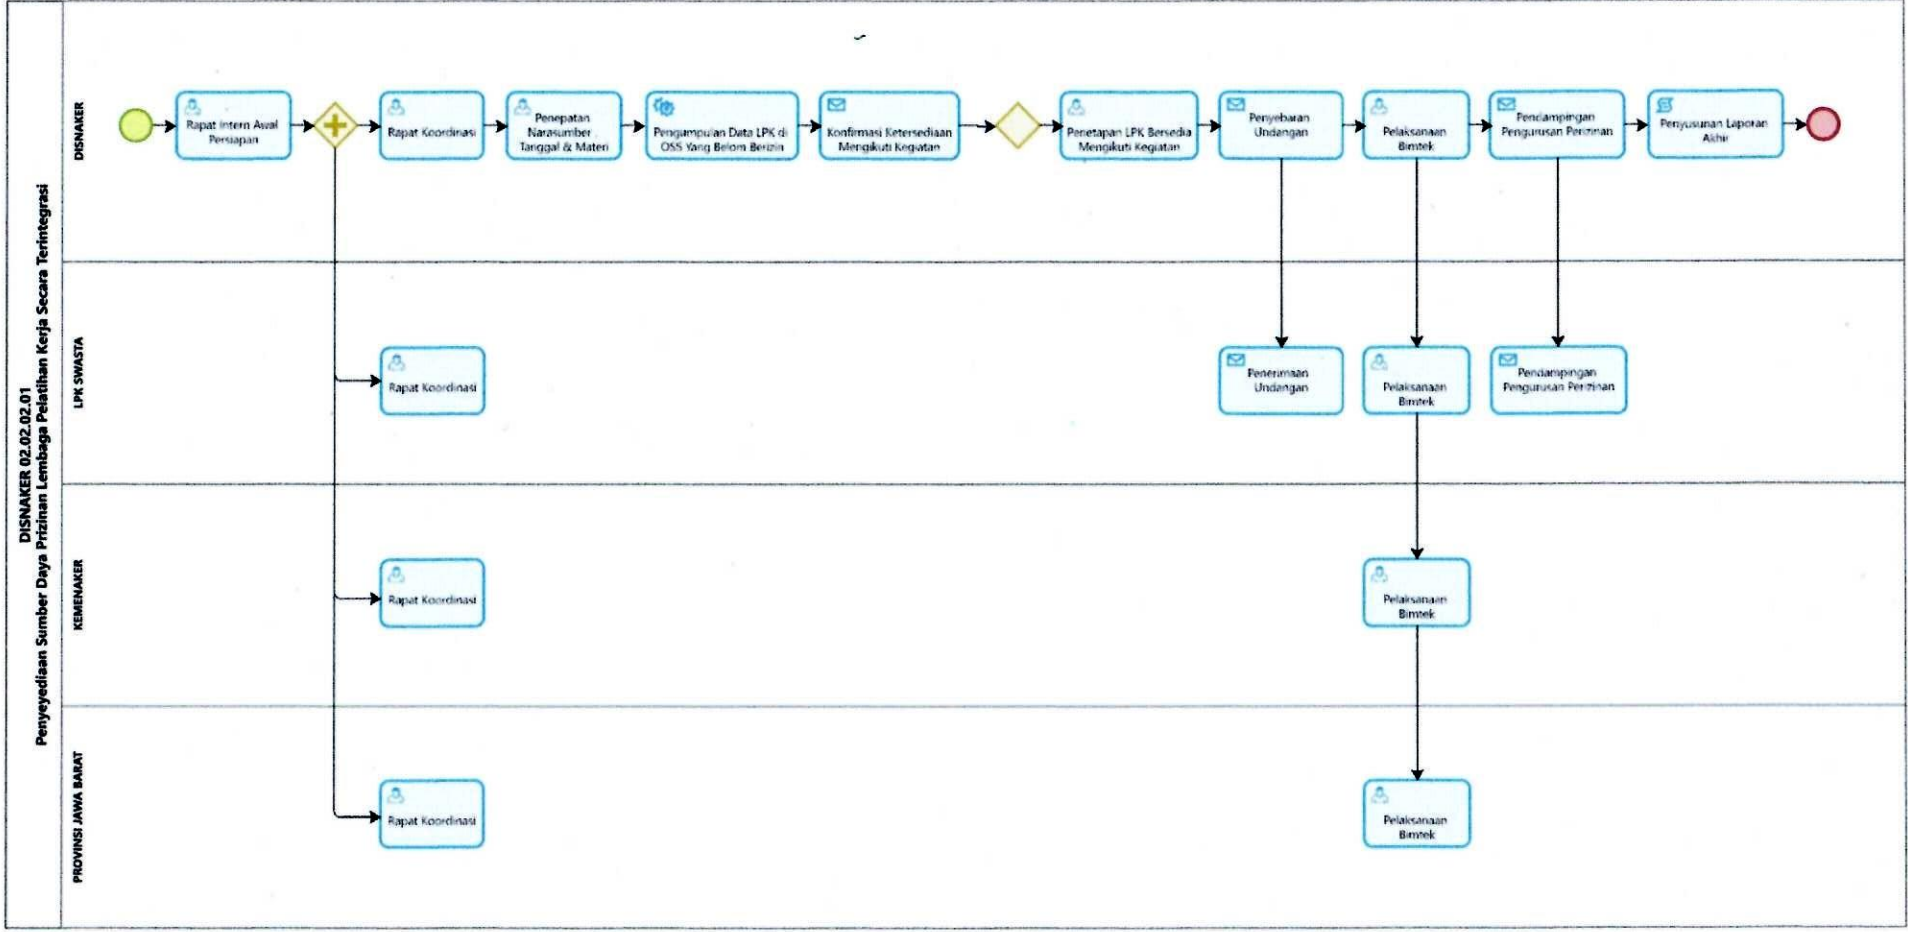 DISNAKER 02.02.02.01
Penyeyediaan Sumber Daya Prizinan Lembaga Pelatihan Kerja Secara Terintegrasi
DISNAKER
Rapat Intern Awal
Persiapan
Rapat Koordinasi
Penepatan
Narasumber
Tanggal & Materi
Pengumpulan Data LPK di
OSS Yang Belom Berizin
Konfirmasi Ketersediaan
Mengikuti Kegiatan
Penetapan LPK Bersedia
Mengikuti Kegiatan
Penyebaran
Undangan
Pelaksanaan
Bimtek
Pendampingan
Pengurusan Perizinan
Penyusunan Laporan
Akhir
LPK SWASTA
Rapat Koordinasi
Penerimaan
Undangan
Pelaksanaan
Bimtek
Pendampingan
Pengurusan Perizinan
KEMENAKER
Rapat Koordinasi
Pelaksanaan
Bimtek
PROVINSI JAWA BARAT
Rapat Koordinasi
Pelaksanaan
Bimtek